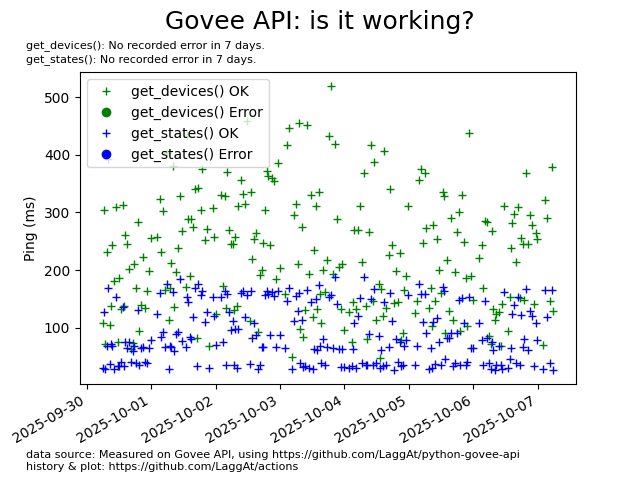 Govee API: is it working?
get_devices(): No recorded error in 7 days.
get_states(): No recorded error in 7 days.
get_devices() OK
get_devices() Error
get_states() OK
get_states() Error
Ping (ms)
500
400
300
200
100
2025-09-30
2025-10-01
2025-10-02
2025-10-03
2025-10-04
2025-10-05
2025-10-06
2025-10-07
data source: Measured on Govee API, using https://github.com/LaggAt/python-govee-api
history & plot: https://github.com/LaggAt/actions